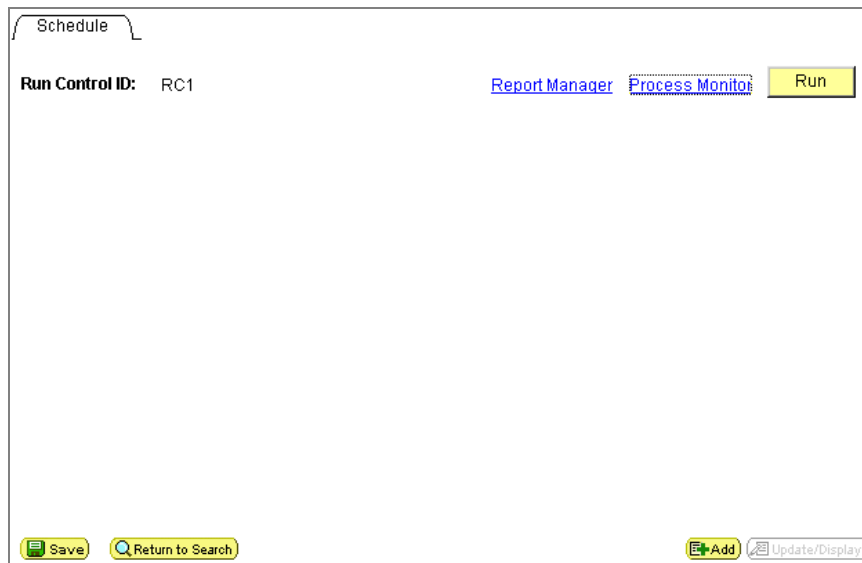 Schedule
Run Control ID: RC1 Report Manager Process Monitor Run
Save Return to Search Add Update/Display